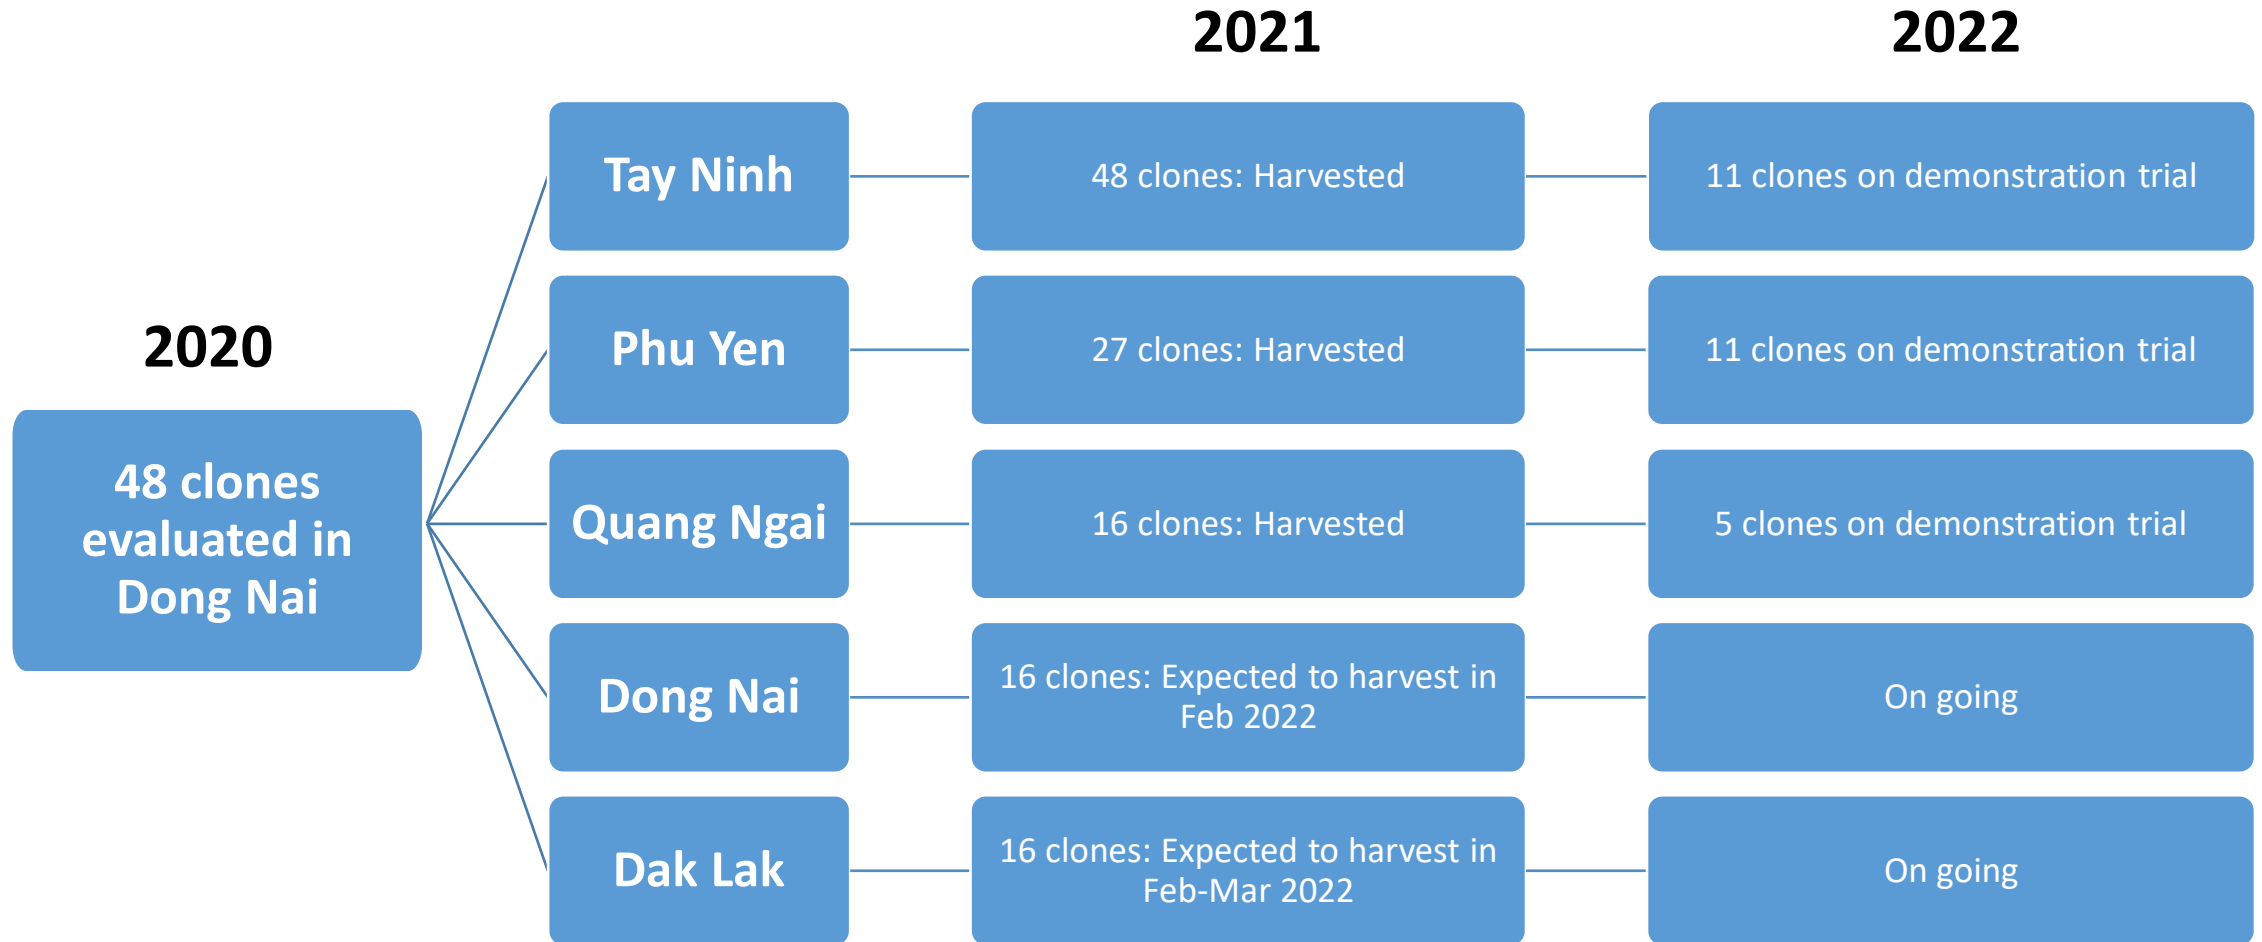 2021
2022
2020
48 clones
evaluated in
Dong Nai
Tay Ninh
48 clones: Harvested
11 clones on demonstration trial
Phu Yen
27 clones: Harvested
11 clones on demonstration trial
Quang Ngai
16 clones: Harvested
5 clones on demonstration trial
Dong Nai
16 clones: Expected to harvest in
Feb 2022
On going
Dak Lak
16 clones: Expected to harvest in
Feb-Mar 2022
On going